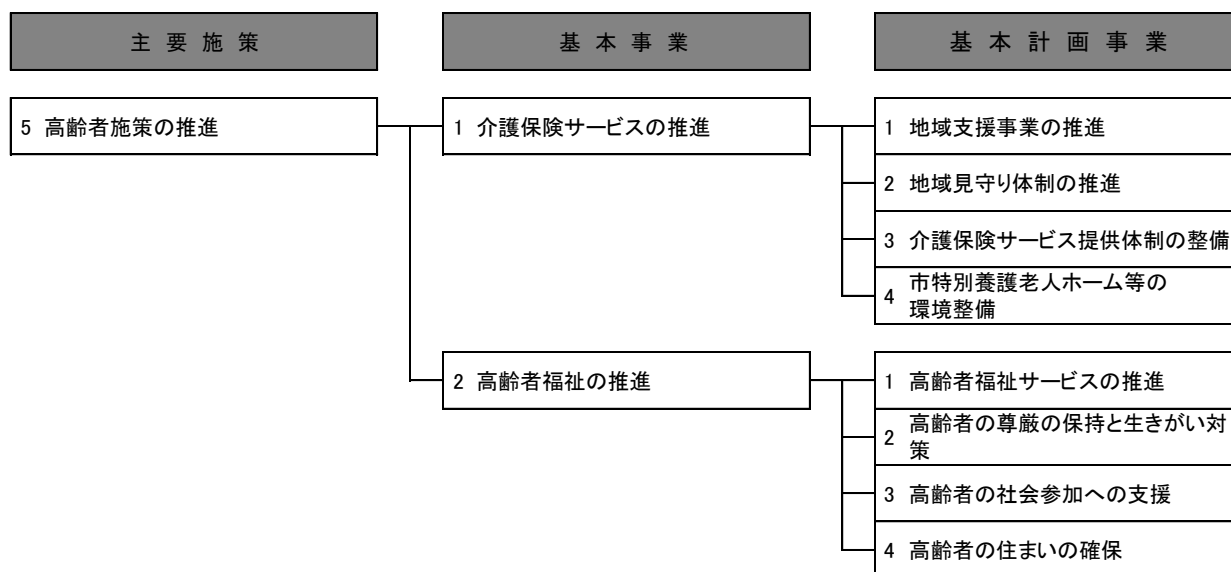 主要施策
基本事業
基本計画事業
5 高齢者施策の推進
1 介護保険サービスの推進
1 地域支援事業の推進
2 地域見守り体制の推進
3 介護保険サービス提供体制の整備
4 市特別養護老人ホーム等の
環境整備
2 高齢者福祉の推進
1 高齢者福祉サービスの推進
2 高齢者の尊厳の保持と生きがい対
策
3 高齢者の社会参加への支援
4 高齢者の住まいの確保